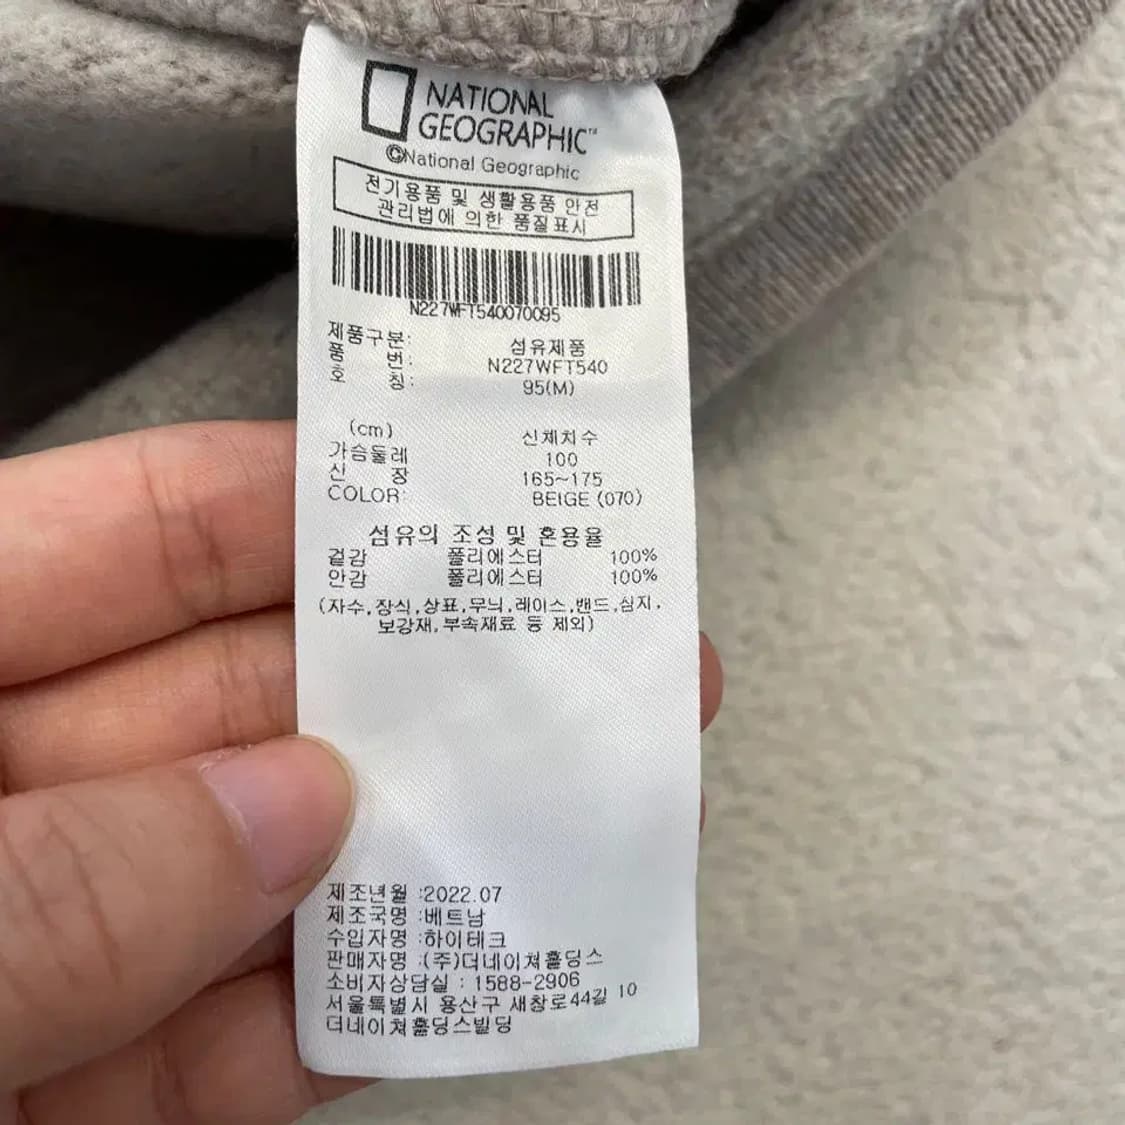 NATIONAL
GEOGRAPHIC™
©National Geographic
전기용품 및 생활용품 안전
관리법에 의한 품질표시
N227WFT540070095
제품구분: 섬유제품
품 번: N227WFT540
호 칭: 95(M)
(cm) 신체치수
가슴둘레 100
신 장 165~175
COLOR: BEIGE (070)
섬유의 조성 및 혼용율
겉감 폴리에스터 100%
안감 폴리에스터 100%
(자수,장식,상표,무늬,레이스,밴드,심지,
보강재,부속재료 등 제외)
제조년월 :2022.07
제조국명 :베트남
수입자명 :하이테크
판매자명 :(주)더네이쳐홀딩스
소비자상담실 : 1588-2906
서울특별시 용산구 새창로44길 10
더네이쳐홀딩스빌딩